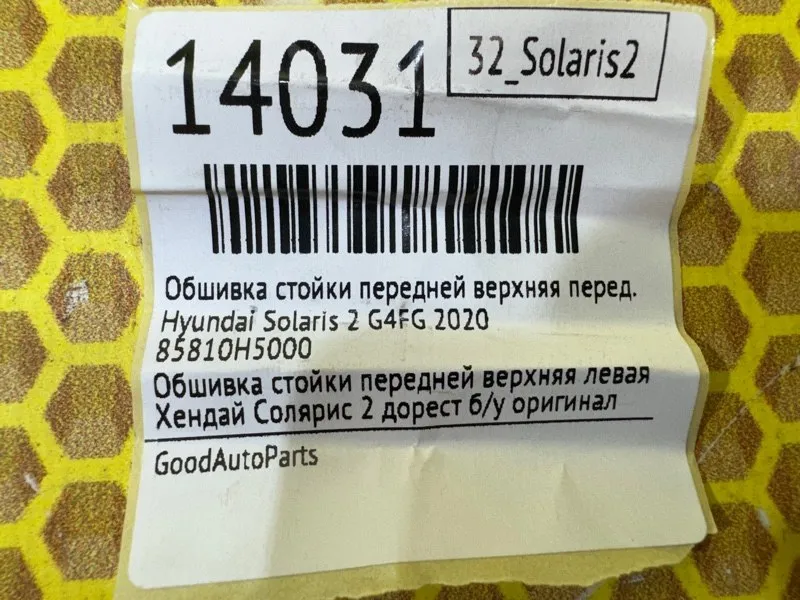 14031
32_Solaris2
Обшивка стойки передней верхняя перед.
Hyundai Solaris 2 G4FG 2020
85810H5000
Обшивка стойки передней верхняя левая
Хендай Солярис 2 дорест б/у оригинал
GoodAutoParts